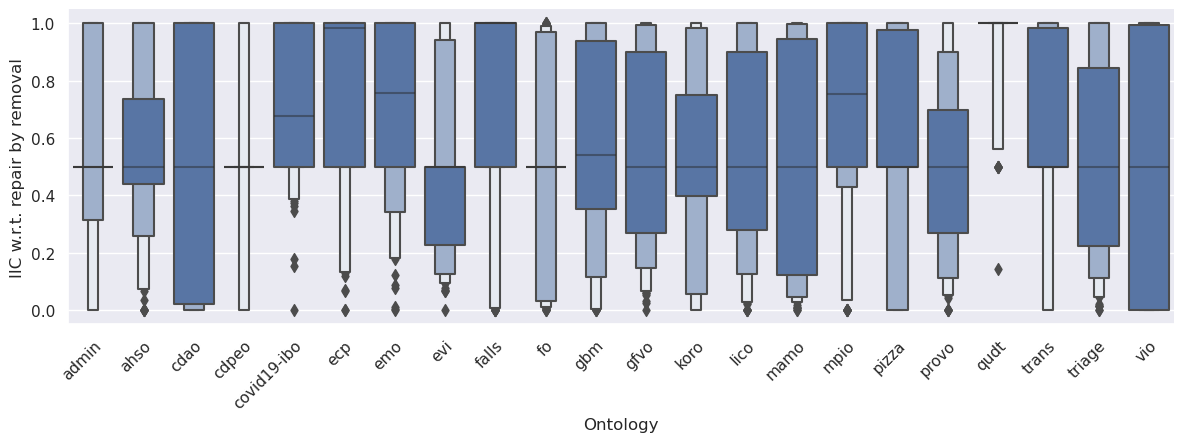 IIC w.r.t. repair by removal
1.0
0.8
0.6
0.4
0.2
0.0
admin
ahso
cdao
cdpeo
covid19-ibo
ecp
emo
evi
falls
fo
gbm
gfvo
koro
lico
mamo
mpio
pizza
provo
qudt
trans
triage
vio
Ontology